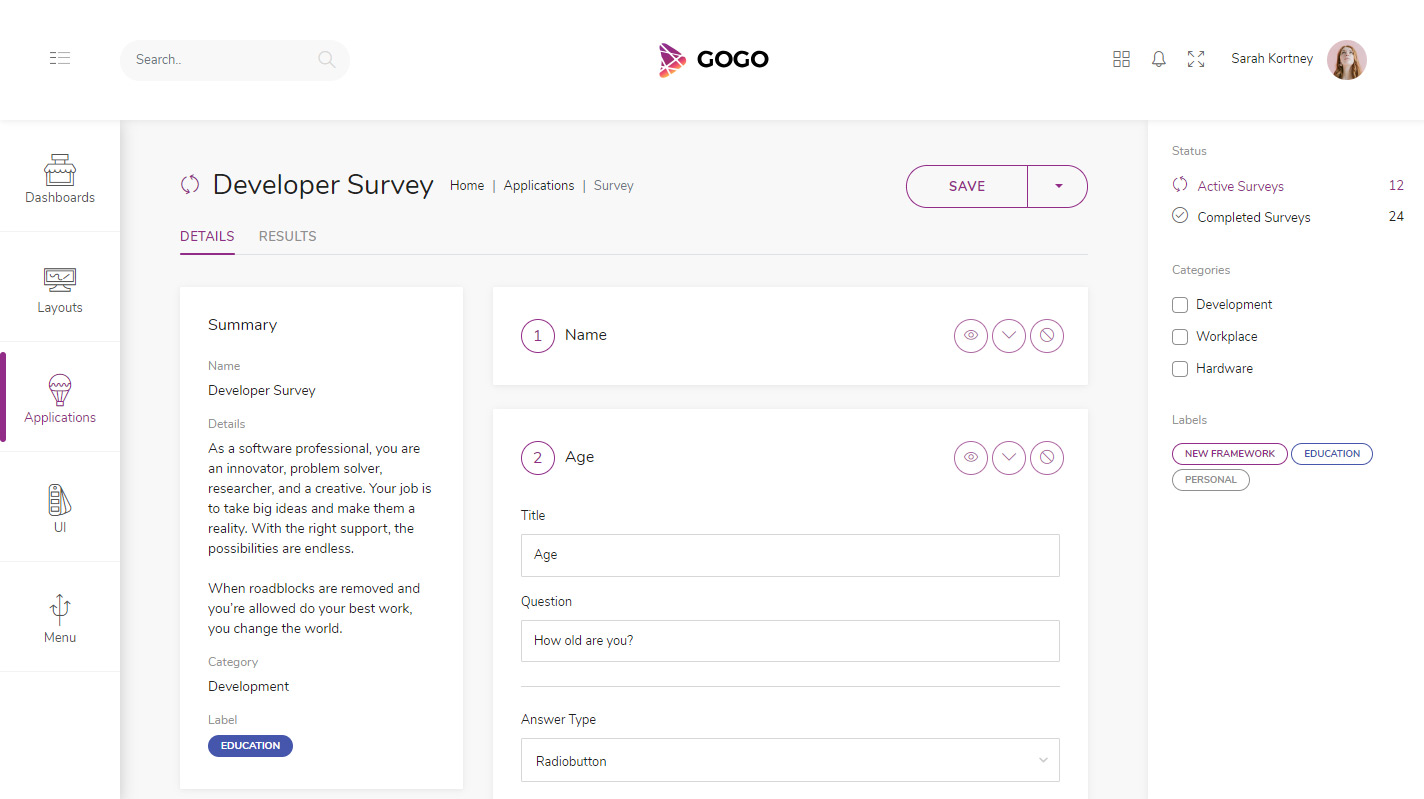 Search..
GOGO
Sarah Kortney
Dashboards
Layouts
Applications
UI
Menu
Developer Survey
Home | Applications | Survey
SAVE
DETAILS
RESULTS
Summary
Name
Developer Survey
Details
As a software professional, you are
an innovator, problem solver,
researcher, and a creative. Your job is
to take big ideas and make them a
reality. With the right support, the
possibilities are endless.
When roadblocks are removed and
you’re allowed do your best work,
you change the world.
Category
Development
Label
EDUCATION
1 Name
2 Age
Title
Age
Question
How old are you?
Answer Type
Radiobutton
Status
Active Surveys 12
Completed Surveys 24
Categories
Development
Workplace
Hardware
Labels
NEW FRAMEWORK EDUCATION
PERSONAL